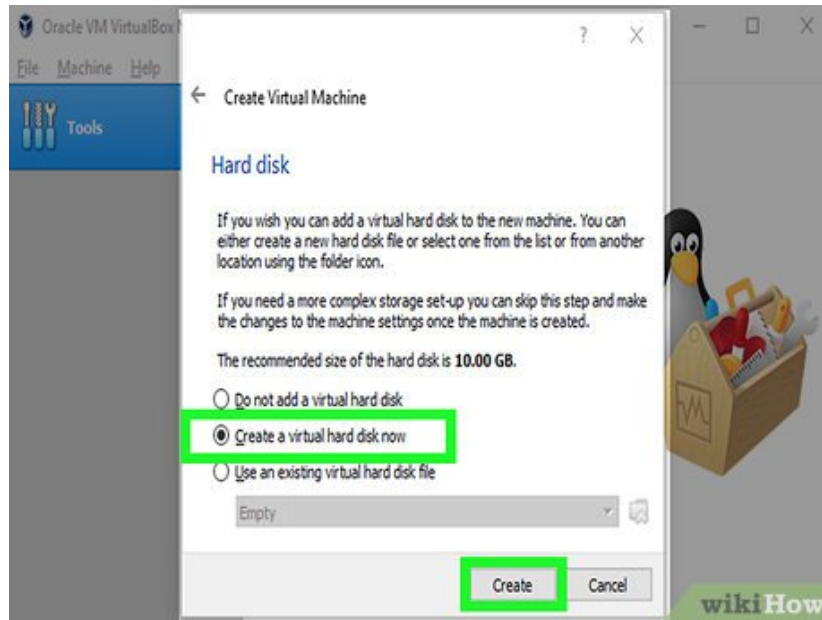 Oracle VM VirtualBox
File Machine Help
Tools
?
Create Virtual Machine
Hard disk
If you wish you can add a virtual hard disk to the new machine. You can
either create a new hard disk file or select one from the list or from another
location using the folder icon.
If you need a more complex storage set-up you can skip this step and make
the changes to the machine settings once the machine is created.
The recommended size of the hard disk is 10.00 GB.
Do not add a virtual hard disk
Create a virtual hard disk now
Use an existing virtual hard disk file
Empty
Create Cancel
wikiHow